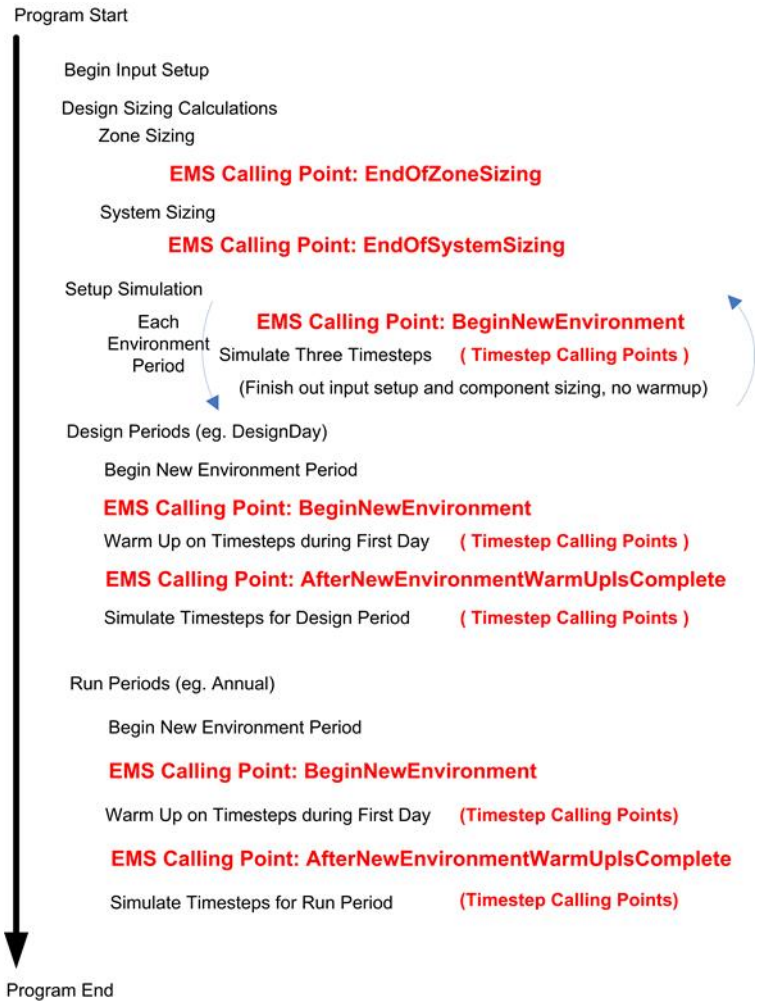 Program Start
Begin Input Setup
Design Sizing Calculations
Zone Sizing
EMS Calling Point: EndOfZoneSizing
System Sizing
EMS Calling Point: EndOfSystemSizing
Setup Simulation
Each
Environment
Period
EMS Calling Point: BeginNewEnvironment
Simulate Three Timesteps ( Timestep Calling Points )
(Finish out input setup and component sizing, no warmup)
Design Periods (eg. DesignDay)
Begin New Environment Period
EMS Calling Point: BeginNewEnvironment
Warm Up on Timesteps during First Day ( Timestep Calling Points )
EMS Calling Point: AfterNewEnvironmentWarmUpIsComplete
Simulate Timesteps for Design Period ( Timestep Calling Points )
Run Periods (eg. Annual)
Begin New Environment Period
EMS Calling Point: BeginNewEnvironment
Warm Up on Timesteps during First Day (Timestep Calling Points)
EMS Calling Point: AfterNewEnvironmentWarmUpIsComplete
Simulate Timesteps for Run Period (Timestep Calling Points)
Program End